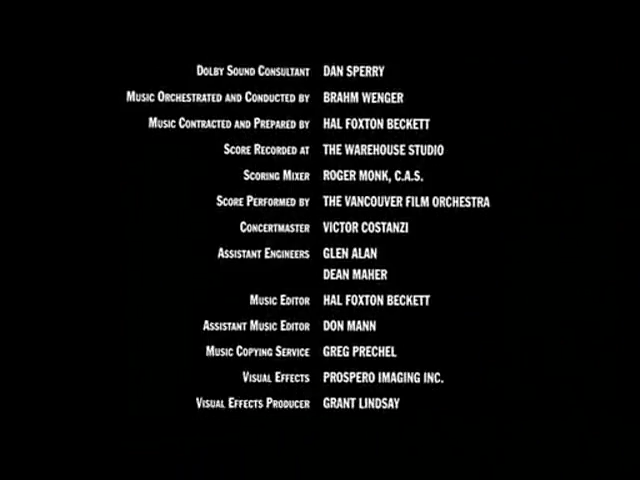 DOLBY SOUND CONSULTANT DAN SPERRY
MUSIC ORCHESTRATED AND CONDUCTED BY BRAHM WENGER
MUSIC CONTRACTED AND PREPARED BY HAL FOXTON BECKETT
SCORE RECORDED AT THE WAREHOUSE STUDIO
SCORING MIXER ROGER MONK, C.A.S.
SCORE PERFORMED BY THE VANCOUVER FILM ORCHESTRA
CONCERTMASTER VICTOR COSTANZI
ASSISTANT ENGINEERS GLEN ALAN
DEAN MAHER
MUSIC EDITOR HAL FOXTON BECKETT
ASSISTANT MUSIC EDITOR DON MANN
MUSIC COPYING SERVICE GREG PRECHEL
VISUAL EFFECTS PROSPERO IMAGING INC.
VISUAL EFFECTS PRODUCER GRANT LINDSAY